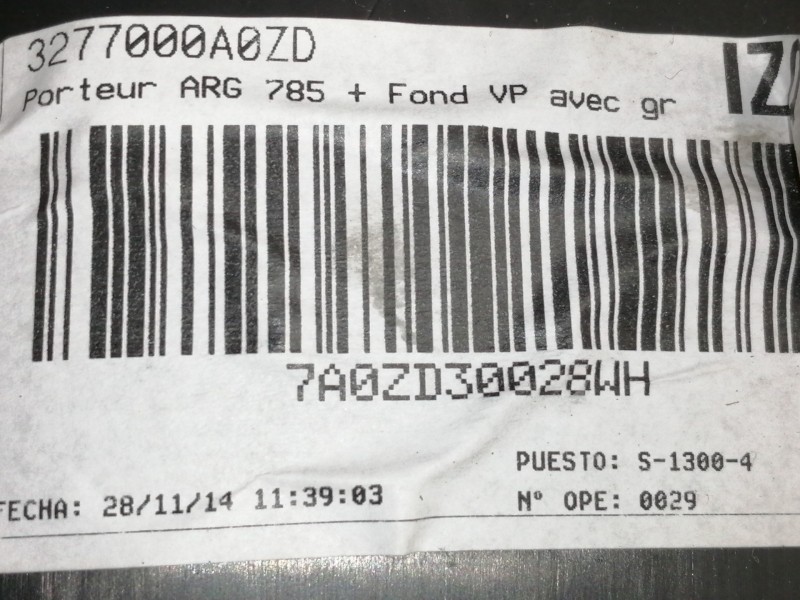 3277000A0ZD
Porteur ARG 785 + Fond VP avec gr
7A0ZD30028WH
PUESTO: S-1300-4
FECHA: 28/11/14 11:39:03
Nº OPE: 0029